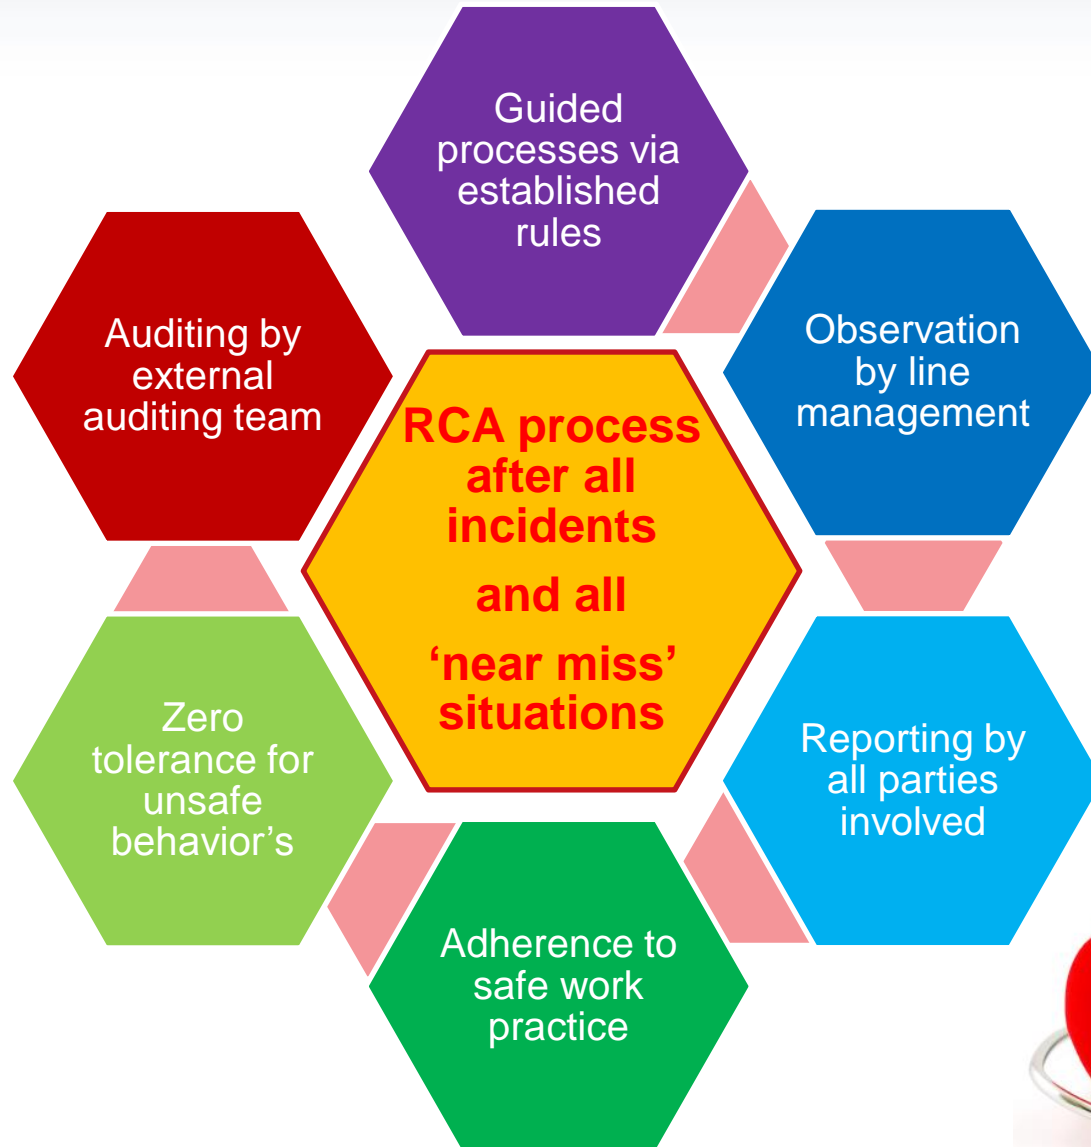 Guided
processes via
established
rules
Observation
by line
management
Reporting by
all parties
involved
Adherence to
safe work
practice
Zero
tolerance for
unsafe
behavior’s
Auditing by
external
auditing team
RCA process
after all
incidents
and all
‘near miss’
situations